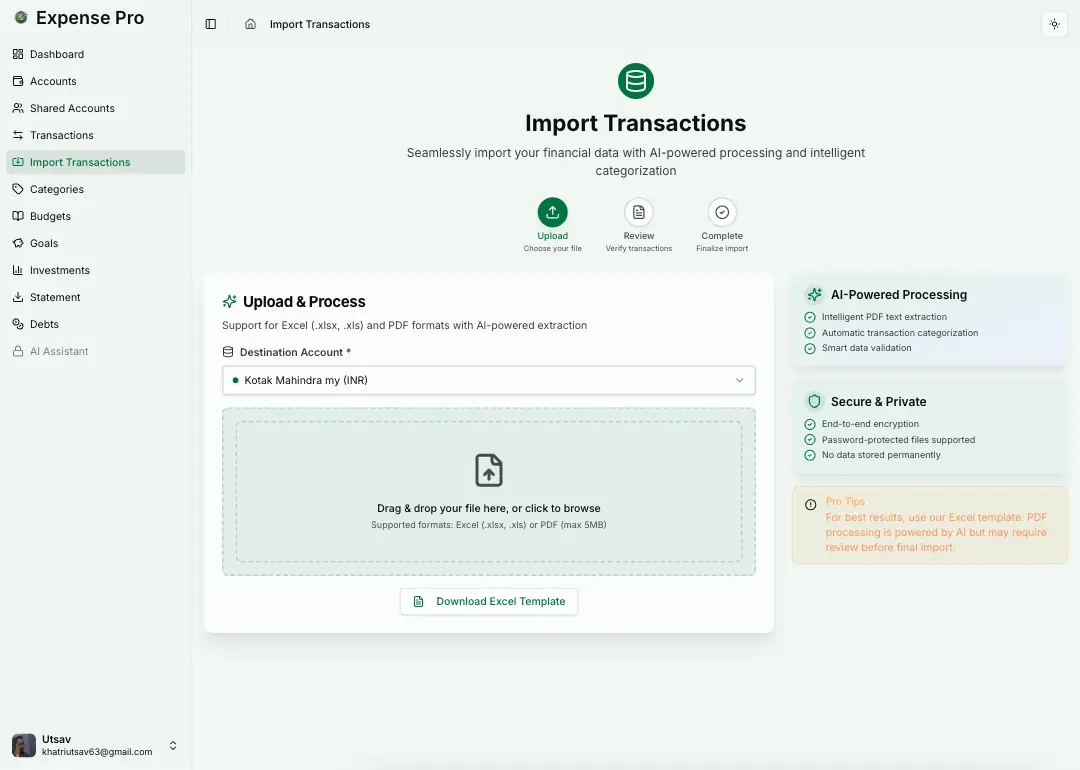 Expense Pro
Import Transactions
Dashboard
Accounts
Shared Accounts
Transactions
Import Transactions
Categories
Budgets
Goals
Investments
Statement
Debts
AI Assistant
Import Transactions
Seamlessly import your financial data with AI-powered processing and intelligent
categorization
Upload
Choose your file
Review
Verify transactions
Complete
Finalize import
Upload & Process
Support for Excel (.xlsx, .xls) and PDF formats with AI-powered extraction
Destination Account *
Kotak Mahindra my (INR)
Drag & drop your file here, or click to browse
Supported formats: Excel (.xlsx, .xls) or PDF (max 5MB)
Download Excel Template
AI-Powered Processing
Intelligent PDF text extraction
Automatic transaction categorization
Smart data validation
Secure & Private
End-to-end encryption
Password-protected files supported
No data stored permanently
Pro Tips
For best results, use our Excel template. PDF
processing is powered by AI but may require
review before final import.
Utsav
khatriutsav63@gmail.com